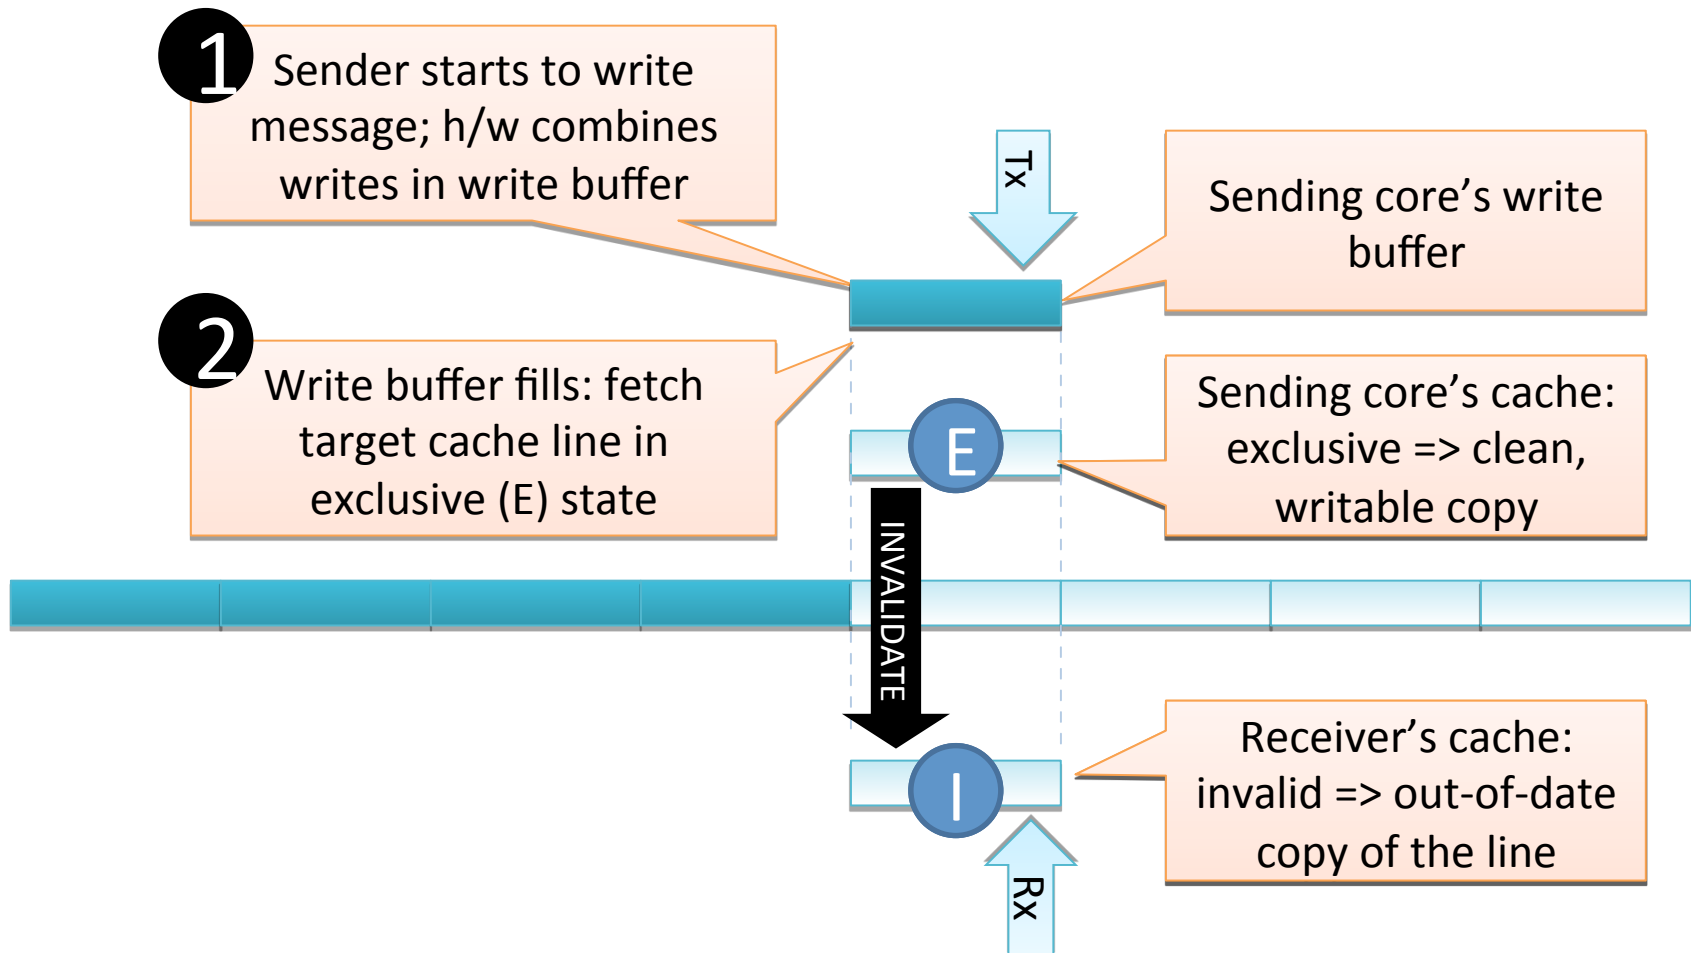 1
Sender starts to write
message; h/w combines
writes in write buffer
Tx
Sending core’s write
buffer
2
Write buffer fills: fetch
target cache line in
exclusive (E) state
E
Sending core’s cache:
exclusive => clean,
writable copy
INVALIDATE
I
Receiver’s cache:
invalid => out-of-date
copy of the line
Rx